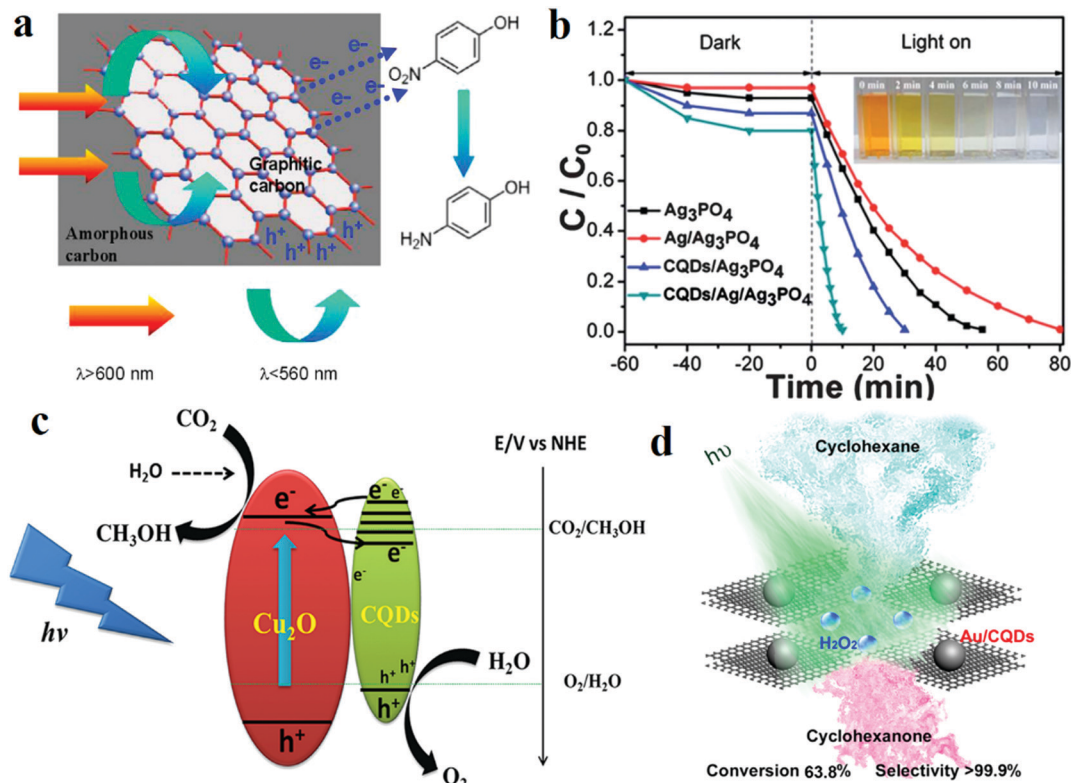 a
OH
O₂N
e-
e-
e-
e-
Graphitic
carbon
h⁺
h⁺ h⁺
h⁺ h⁺ h⁺
Amorphous
carbon
OH
H₂N
λ>600 nm
λ<560 nm
b
Dark
Light on
0 min 2 min 4 min 6 min 8 min 10 min
C / C₀
1.0
0.8
0.6
0.4
0.2
0.0
Ag₃PO₄
Ag/Ag₃PO₄
CQDs/Ag₃PO₄
CQDs/Ag/Ag₃PO₄
-60 -40 -20 0 20 40 60 80
Time (min)
c
CO₂
H₂O
CH₃OH
hν
e⁻
Cu₂O
h⁺
e⁻ e⁻
e⁻
e⁻
CQDs
h⁺ h⁺
h⁺
H₂O
O₂
E/V vs NHE
CO₂/CH₃OH
O₂/H₂O
d
hυ
Cyclohexane
H₂O₂
Au/CQDs
Cyclohexanone
Conversion 63.8% Selectivity >99.9%